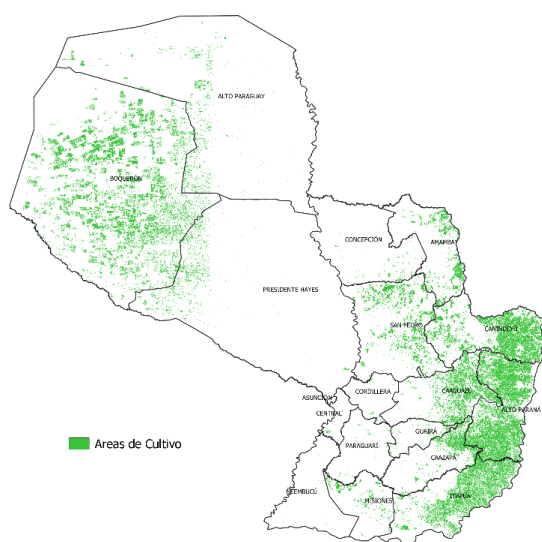 ALTO PARAGUAY
BOQUERÓN
CONCEPCIÓN
AMAMBAY
PRESIDENTE HAYES
SAN PEDRO
CANINDEYÚ
ASUNCIÓN
CORDILLERA
CAAGUAZÚ
CENTRAL
ALTO PARANÁ
GUAIRÁ
PARAGUARÍ
CAAZAPÁ
Areas de Cultivo
ÑEEMBUCÚ
MISIONES
ITAPÚA